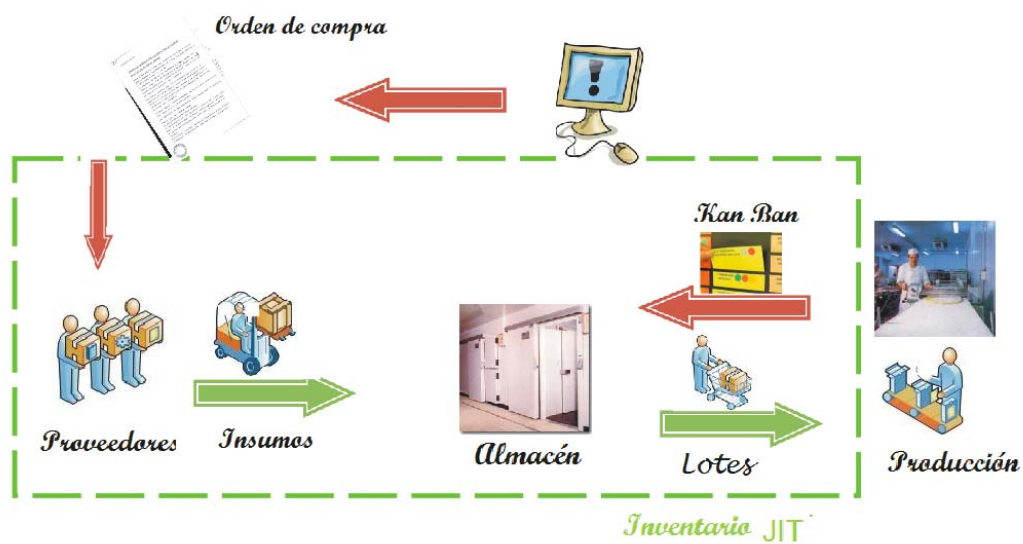 Orden de compra
Kan Ban
Proveedores
Insumos
Almacén
Lotes
Producción
Inventario JIT